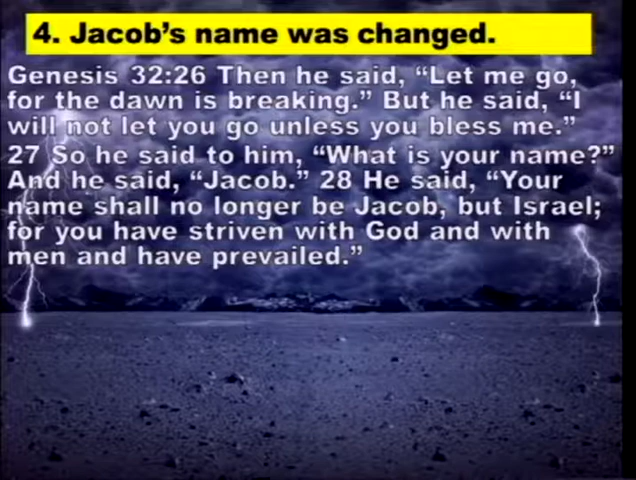 4. Jacob’s name was changed.
Genesis 32:26 Then he said, “Let me go,
for the dawn is breaking.” But he said, “I
will not let you go unless you bless me.”
27 So he said to him, “What is your name?”
And he said, “Jacob.” 28 He said, “Your
name shall no longer be Jacob, but Israel;
for you have striven with God and with
men and have prevailed.”